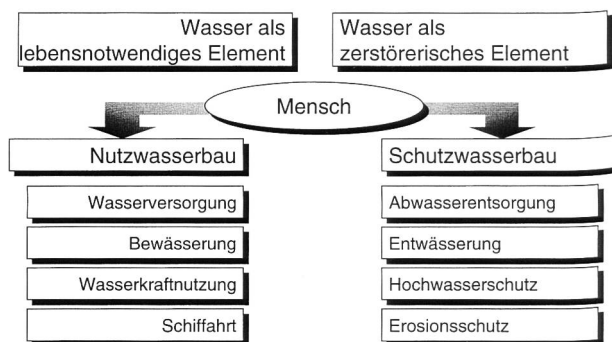 Wasser als
lebensnotwendiges Element
Wasser als
zerstörerisches Element
Mensch
Nutzwasserbau
Wasserversorgung
Bewässerung
Wasserkraftnutzung
Schiffahrt
Schutzwasserbau
Abwasserentsorgung
Entwässerung
Hochwasserschutz
Erosionsschutz